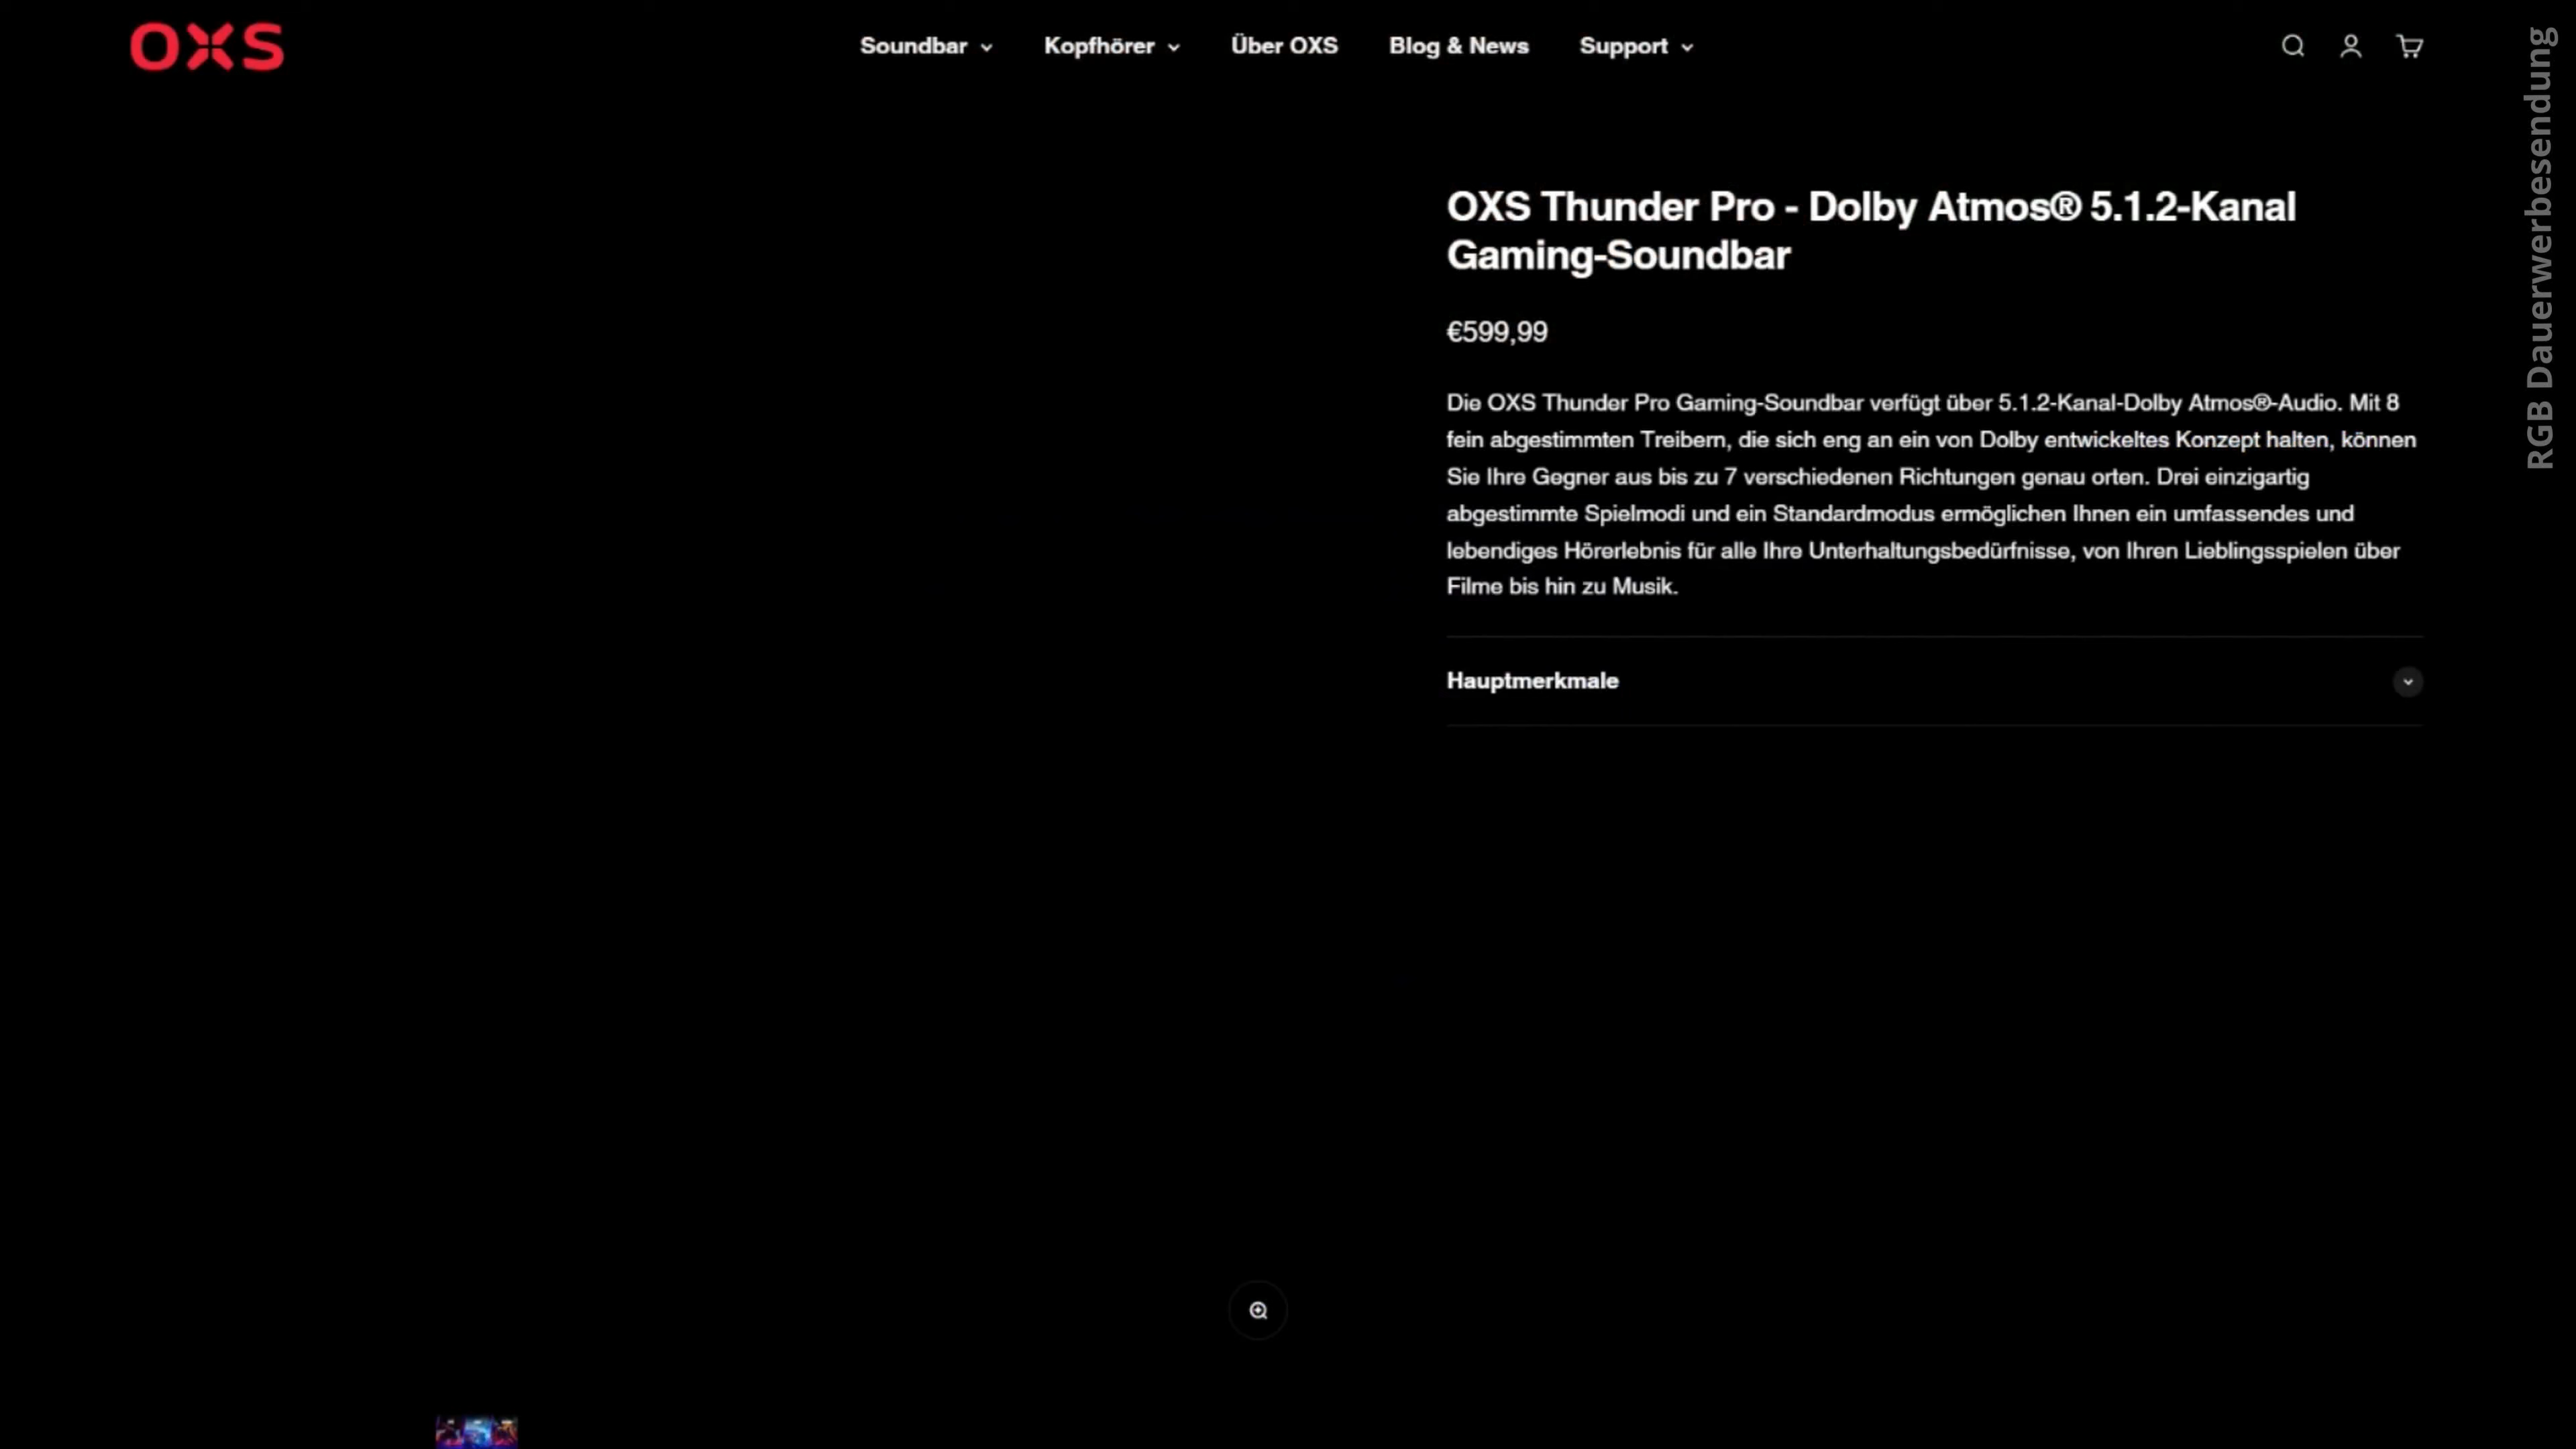 OXS
Soundbar
Kopfhörer
Über OXS
Blog & News
Support
RGB Dauerwerbesendung
OXS Thunder Pro - Dolby Atmos® 5.1.2-Kanal
Gaming-Soundbar
€599,99
Die OXS Thunder Pro Gaming-Soundbar verfügt über 5.1.2-Kanal-Dolby Atmos®-Audio. Mit 8
fein abgestimmten Treibern, die sich eng an ein von Dolby entwickeltes Konzept halten, können
Sie Ihre Gegner aus bis zu 7 verschiedenen Richtungen genau orten. Drei einzigartig
abgestimmte Spielmodi und ein Standardmodus ermöglichen Ihnen ein umfassendes und
lebendiges Hörerlebnis für alle Ihre Unterhaltungsbedürfnisse, von Ihren Lieblingsspielen über
Filme bis hin zu Musik.
Hauptmerkmale